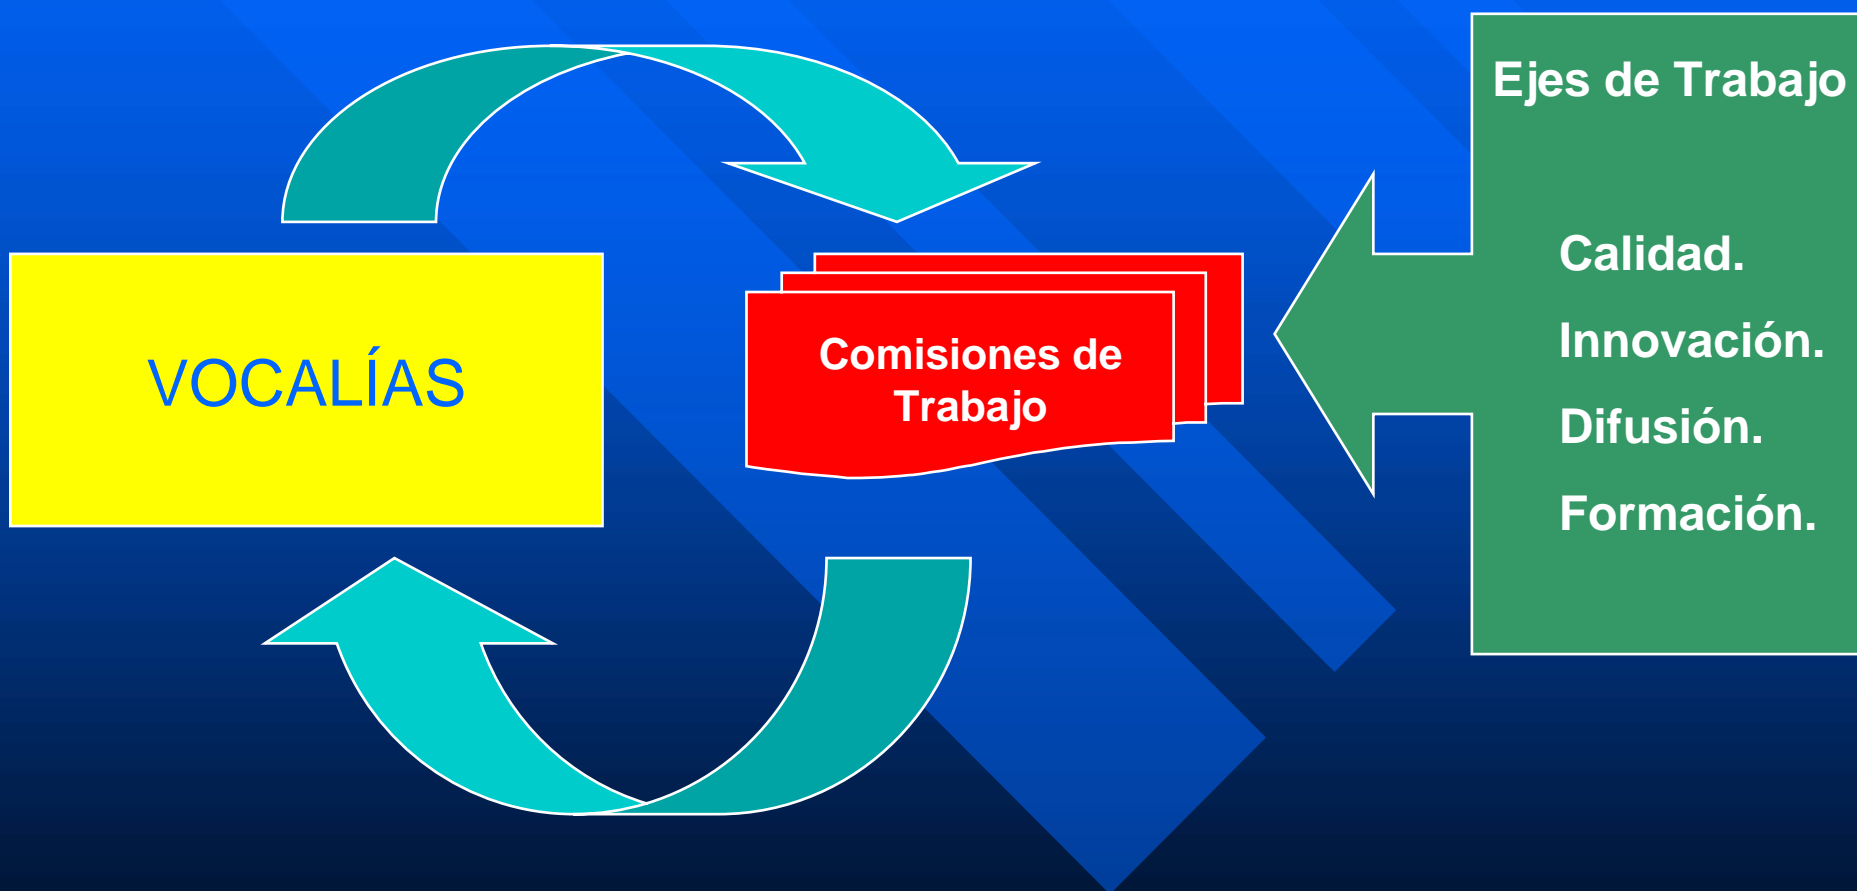 VOCALÍAS
Comisiones de
Trabajo
Ejes de Trabajo
Calidad.
Innovación.
Difusión.
Formación.